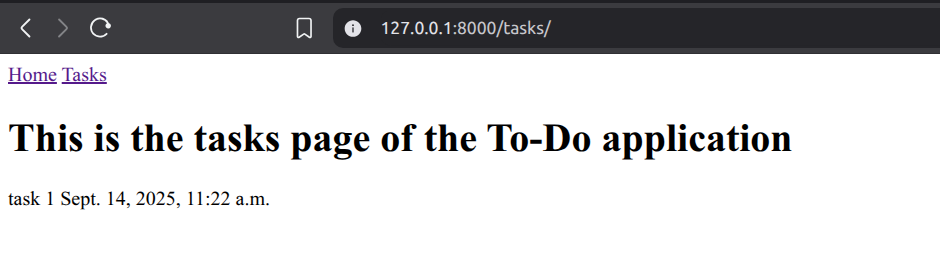 127.0.0.1:8000/tasks/
Home Tasks
This is the tasks page of the To-Do application
task 1 Sept. 14, 2025, 11:22 a.m.